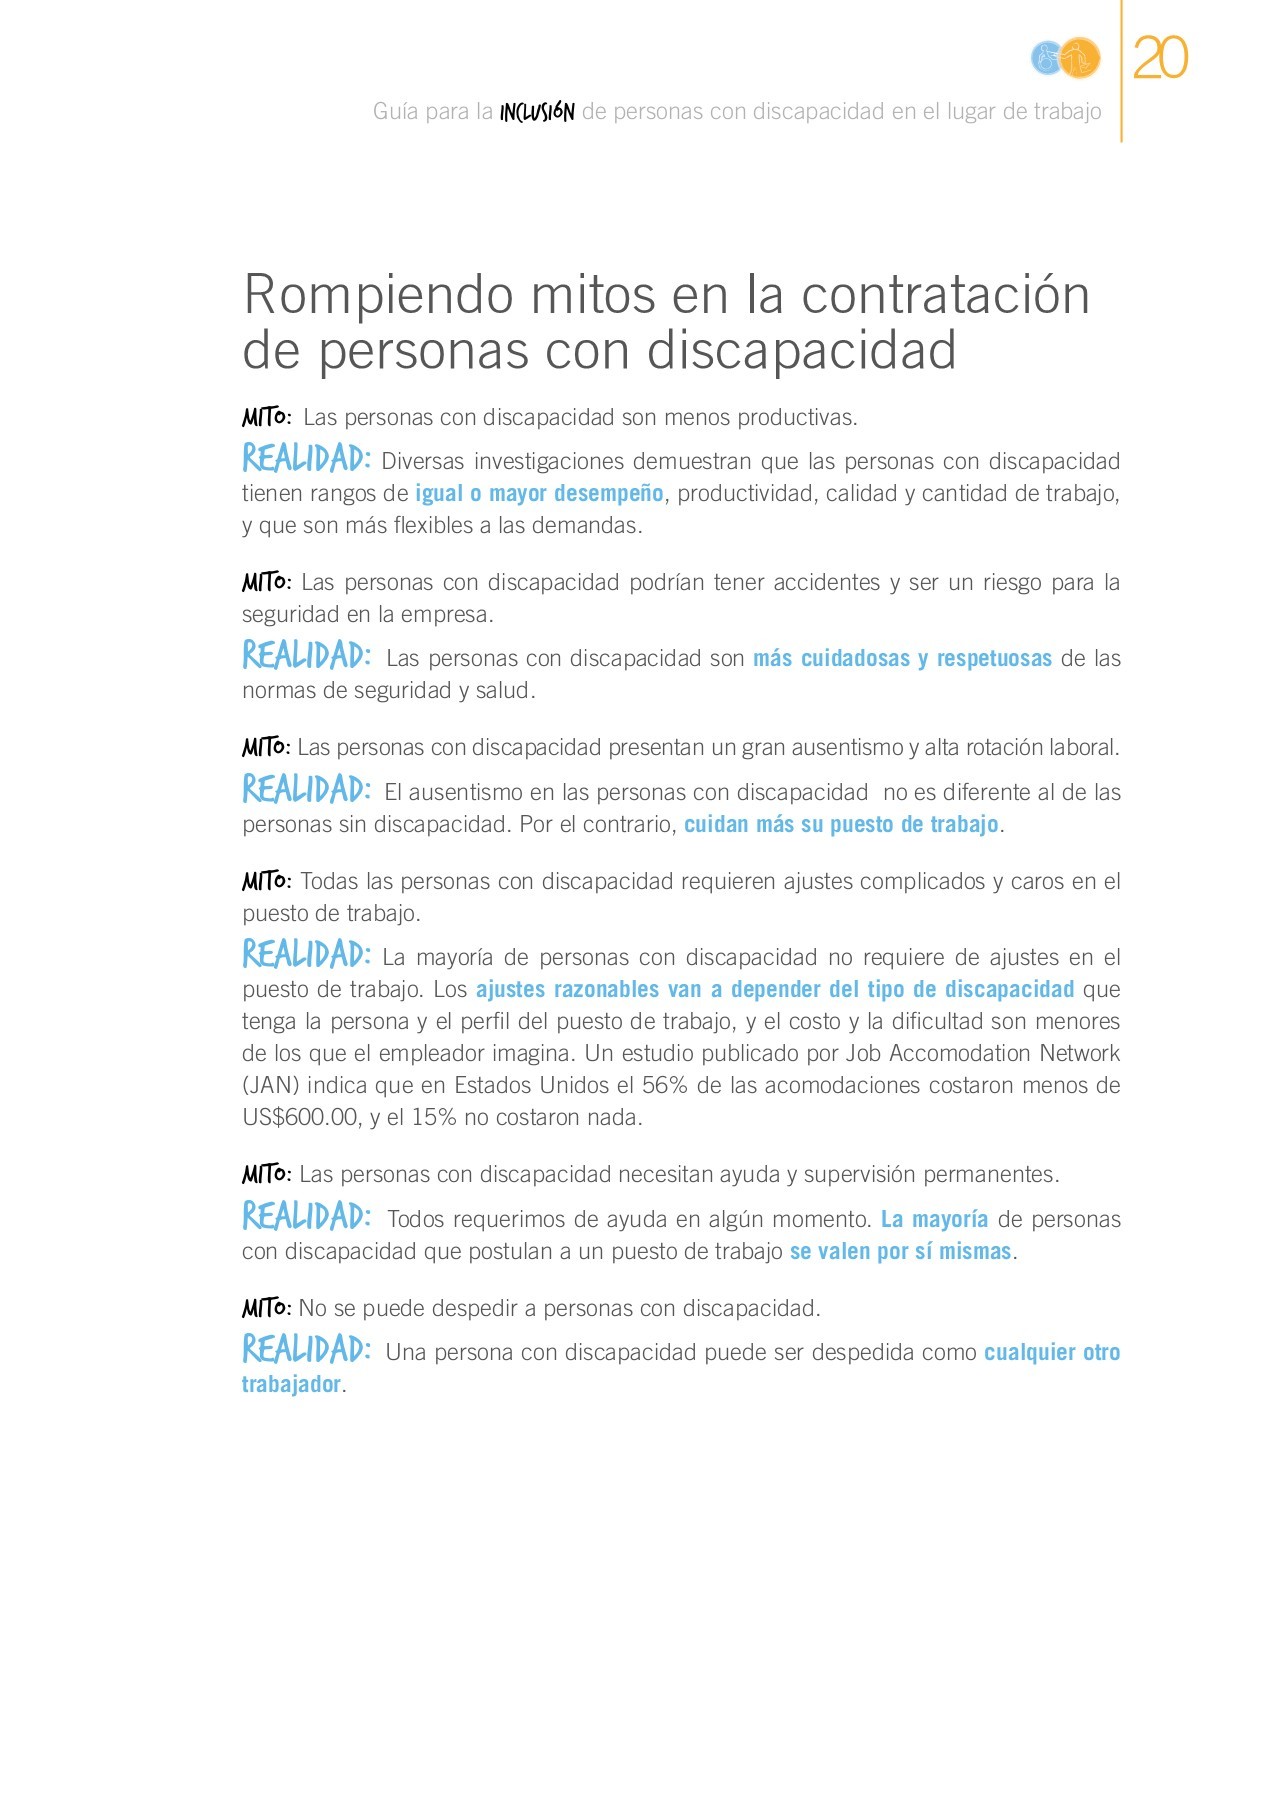 20
Guía para la INCLUSIÓN de personas con discapacidad en el lugar de trabajo
Rompiendo mitos en la contratación
de personas con discapacidad
MITO: Las personas con discapacidad son menos productivas.
REALIDAD: Diversas investigaciones demuestran que las personas con discapacidad
tienen rangos de igual o mayor desempeño, productividad, calidad y cantidad de trabajo,
y que son más flexibles a las demandas.
MITO: Las personas con discapacidad podrían tener accidentes y ser un riesgo para la
seguridad en la empresa.
REALIDAD: Las personas con discapacidad son más cuidadosas y respetuosas de las
normas de seguridad y salud.
MITO: Las personas con discapacidad presentan un gran ausentismo y alta rotación laboral.
REALIDAD: El ausentismo en las personas con discapacidad no es diferente al de las
personas sin discapacidad. Por el contrario, cuidan más su puesto de trabajo.
MITO: Todas las personas con discapacidad requieren ajustes complicados y caros en el
puesto de trabajo.
REALIDAD: La mayoría de personas con discapacidad no requiere de ajustes en el
puesto de trabajo. Los ajustes razonables van a depender del tipo de discapacidad que
tenga la persona y el perfil del puesto de trabajo, y el costo y la dificultad son menores
de los que el empleador imagina. Un estudio publicado por Job Accomodation Network
(JAN) indica que en Estados Unidos el 56% de las acomodaciones costaron menos de
US$600.00, y el 15% no costaron nada.
MITO: Las personas con discapacidad necesitan ayuda y supervisión permanentes.
REALIDAD: Todos requerimos de ayuda en algún momento. La mayoría de personas
con discapacidad que postulan a un puesto de trabajo se valen por sí mismas.
MITO: No se puede despedir a personas con discapacidad.
REALIDAD: Una persona con discapacidad puede ser despedida como cualquier otro
trabajador.